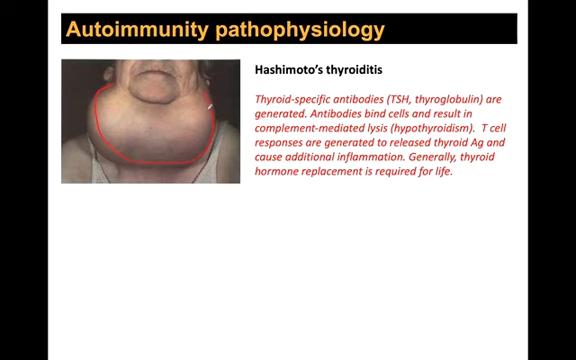 Autoimmunity pathophysiology
Hashimoto's thyroiditis
Thyroid-specific antibodies (TSH, thyroglobulin) are
generated. Antibodies bind cells and result in
complement-mediated lysis (hypothyroidism).  T cell
responses are generated to released thyroid Ag and
cause additional inflammation. Generally, thyroid
hormone replacement is required for life.